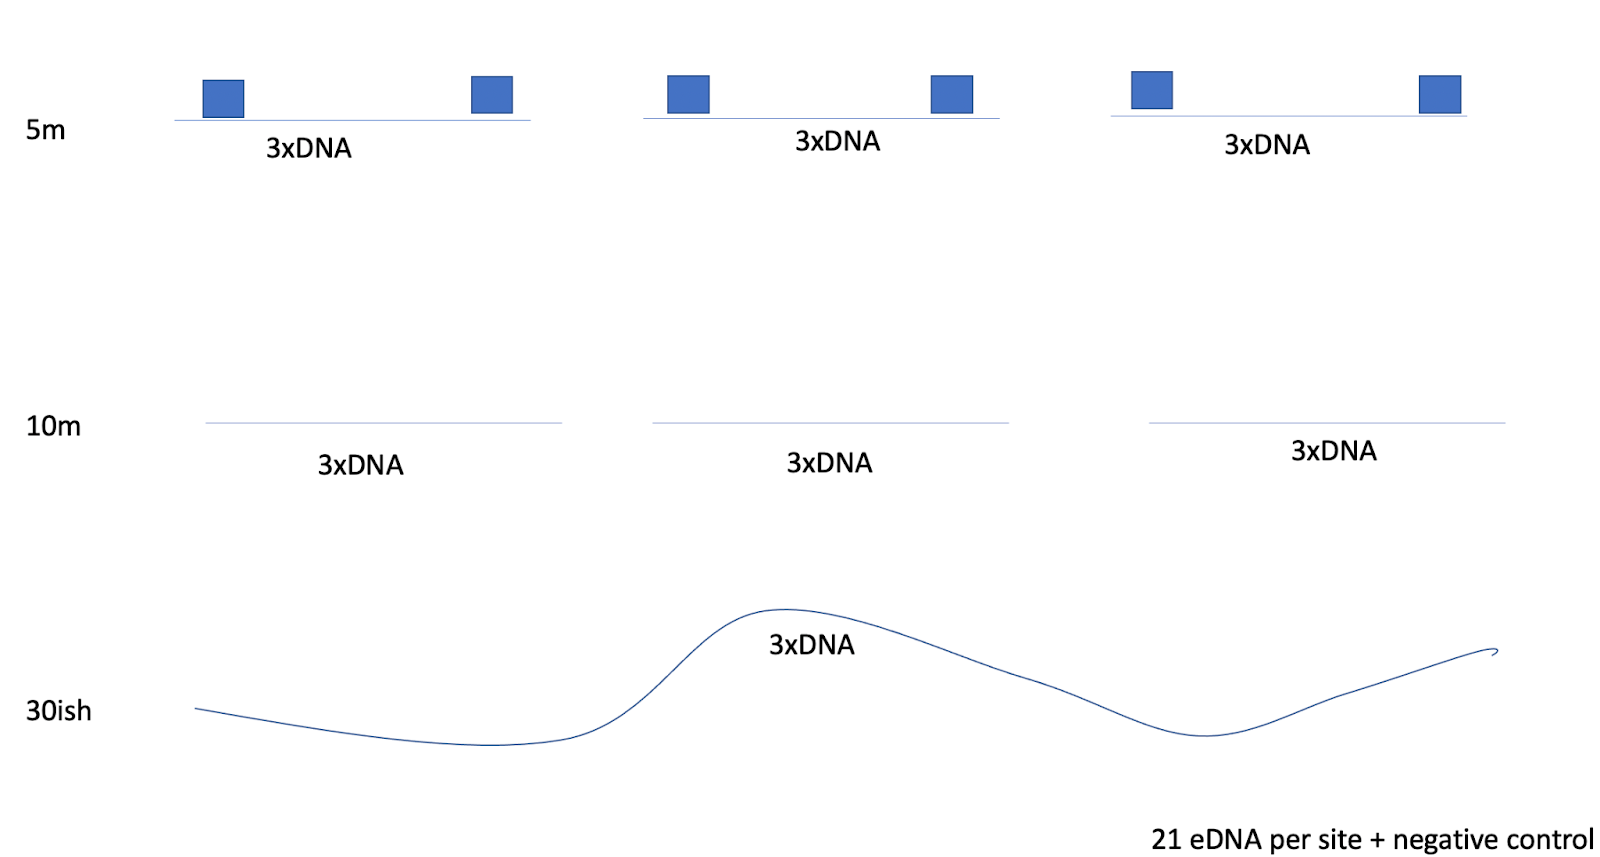 5m
3xDNA
3xDNA
3xDNA
10m
3xDNA
3xDNA
3xDNA
3xDNA
30ish
21 eDNA per site + negative control